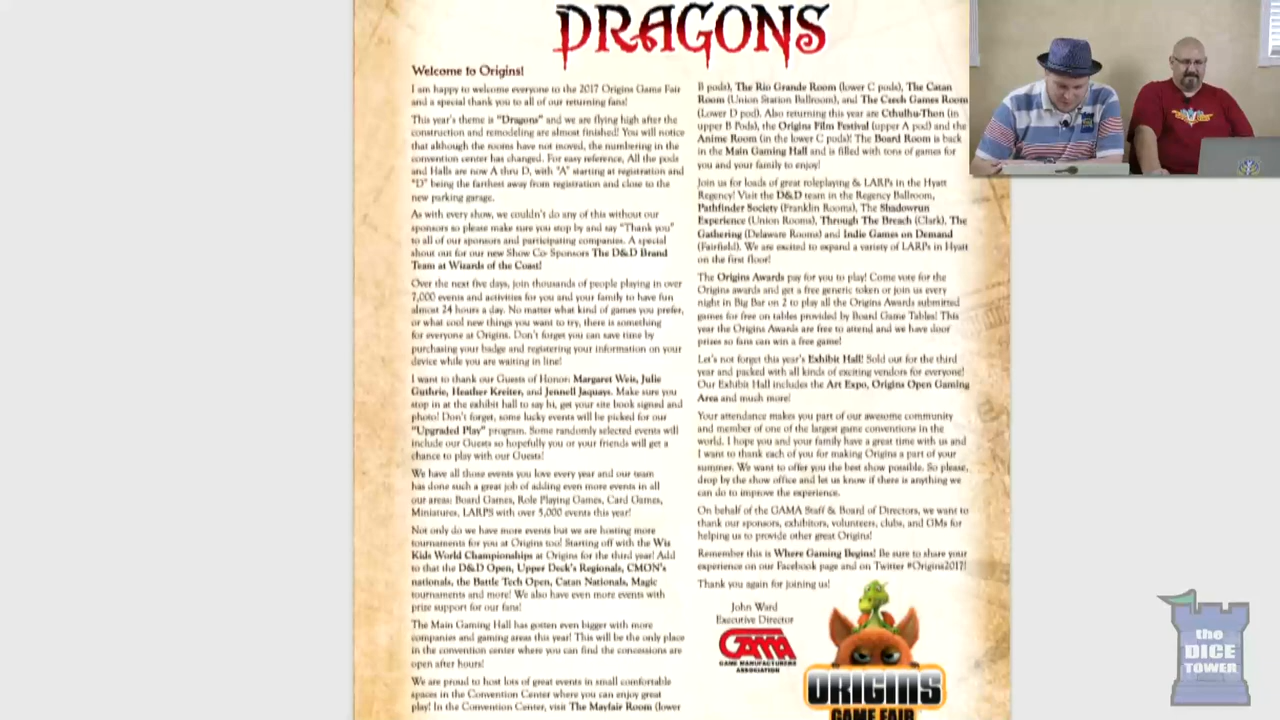 DRAGONS
Welcome to Origins!
I am happy to welcome everyone to the 2017 Origins Game Fair
and a special thank you to all of our returning fans!
This year's theme is "Dragons" and we are flying high after the
construction and remodeling are almost finished! You will notice
that although the rooms have not moved, the numbering in the
convention center has changed. For easy reference, All the pods
and Halls are now A thru D, with "A" starting at registration and
"D" being the farthest away from registration and close to the
new parking garage.
As with every show, we couldn't do any of this without our
sponsors so please make sure you stop by and say "Thank you"
to all of our sponsors and participating companies. A special
shout out for our new Show Co-Sponsors The D&D Brand
Team at Wizards of the Coast!
Over the next five days, join thousands of people playing in over
7,000 events and activities for you and your family to have fun
almost 24 hours a day. No matter what kind of games you prefer,
or what cool new things you want to try, there is something
for everyone at Origins. Don't forget you can save time by
purchasing your badge and registering your information on your
device while you are waiting in line!
I want to thank our Guests of Honor: Margaret Weis, Julie
Guthrie, Heather Kreiter, and Jennell Jaquays. Make sure you
stop in at the exhibit hall to say hi, get your site book signed and
photo! Don't forget, some lucky events will be picked for our
"Upgraded Play" program. Some randomly selected events will
include our Guests so hopefully you or your friends will get a
chance to play with our Guests!
We have all those events you love every year and our team
has done such a great job of adding even more events in all
our areas: Board Games, Role Playing Games, Card Games,
Miniatures, LARPS with over 5,000 events this year!
Not only do we have more events but we are hosting more
tournaments for you at Origins too! Starting off with the Wiz
Kids World Championships at Origins for the third year! Add
to that the D&D Open, Upper Deck's Regionals, CMON's
nationals, the Battle Tech Open, Catan Nationals, Magic
tournaments and more! We also have even more events with
prize support for our fans!
The Main Gaming Hall has gotten even bigger with more
companies and gaming areas this year! This will be the only place
in the convention center where you can find the concessions are
open after hours!
We are proud to host lots of great events in small comfortable
spaces in the Convention Center where you can enjoy great
play! In the Convention Center, visit The Mayfair Room (lower
B pods), The Rio Grande Room (lower C pods), The Catan
Room (Union Station Ballroom), and The Czech Games Room
(Lower D pod). Also returning this year are Cthulhu-Thon (in
upper B Pods), the Origins Film Festival (upper A pod) and the
Anime Room (in the lower C pods)! The Board Room is back
in the Main Gaming Hall and is filled with tons of games for
you and your family to enjoy!
Join us for loads of great roleplaying & LARPs in the Hyatt
Regency! Visit the D&D team in the Regency Ballroom,
Pathfinder Society (Franklin Rooms), The Shadowrun
Experience (Union Rooms), Through The Breach (Clark), The
Gathering (Delaware Rooms) and Indie Games on Demand
(Fairfield). We are excited to expand a variety of LARPs in Hyatt
on the first floor!
The Origins Awards pay for you to play! Come vote for the
Origins awards and get a free generic token or join us every
night in Big Bar on 2 to play all the Origins Awards submitted
games for free on tables provided by Board Game Tables! This
year the Origins Awards are free to attend and we have door
prizes so fans can win a free game!
Let's not forget this year's Exhibit Hall! Sold out for the third
year and packed with all kinds of exciting vendors for everyone!
Our Exhibit Hall includes the Art Expo, Origins Open Gaming
Area and much more!
Your attendance makes you part of our awesome community
and member of one of the largest game conventions in the
world. I hope you and your family have a great time with us and
I want to thank each of you for making Origins a part of your
summer. We want to offer you the best show possible. So please,
drop by the show office and let us know if there is anything we
can do to improve the experience.
On behalf of the GAMA Staff & Board of Directors, we want to
thank our sponsors, exhibitors, volunteers, clubs, and GMs for
helping us to provide other great Origins!
Remember this is Where Gaming Begins! Be sure to share your
experience on our Facebook page and on Twitter #Origins2017!
Thank you again for joining us!
John Ward
Executive Director
GAMA
GAME MANUFACTURERS
ASSOCIATION
ORIGINS
GAME FAIR
the
DICE
TOWER